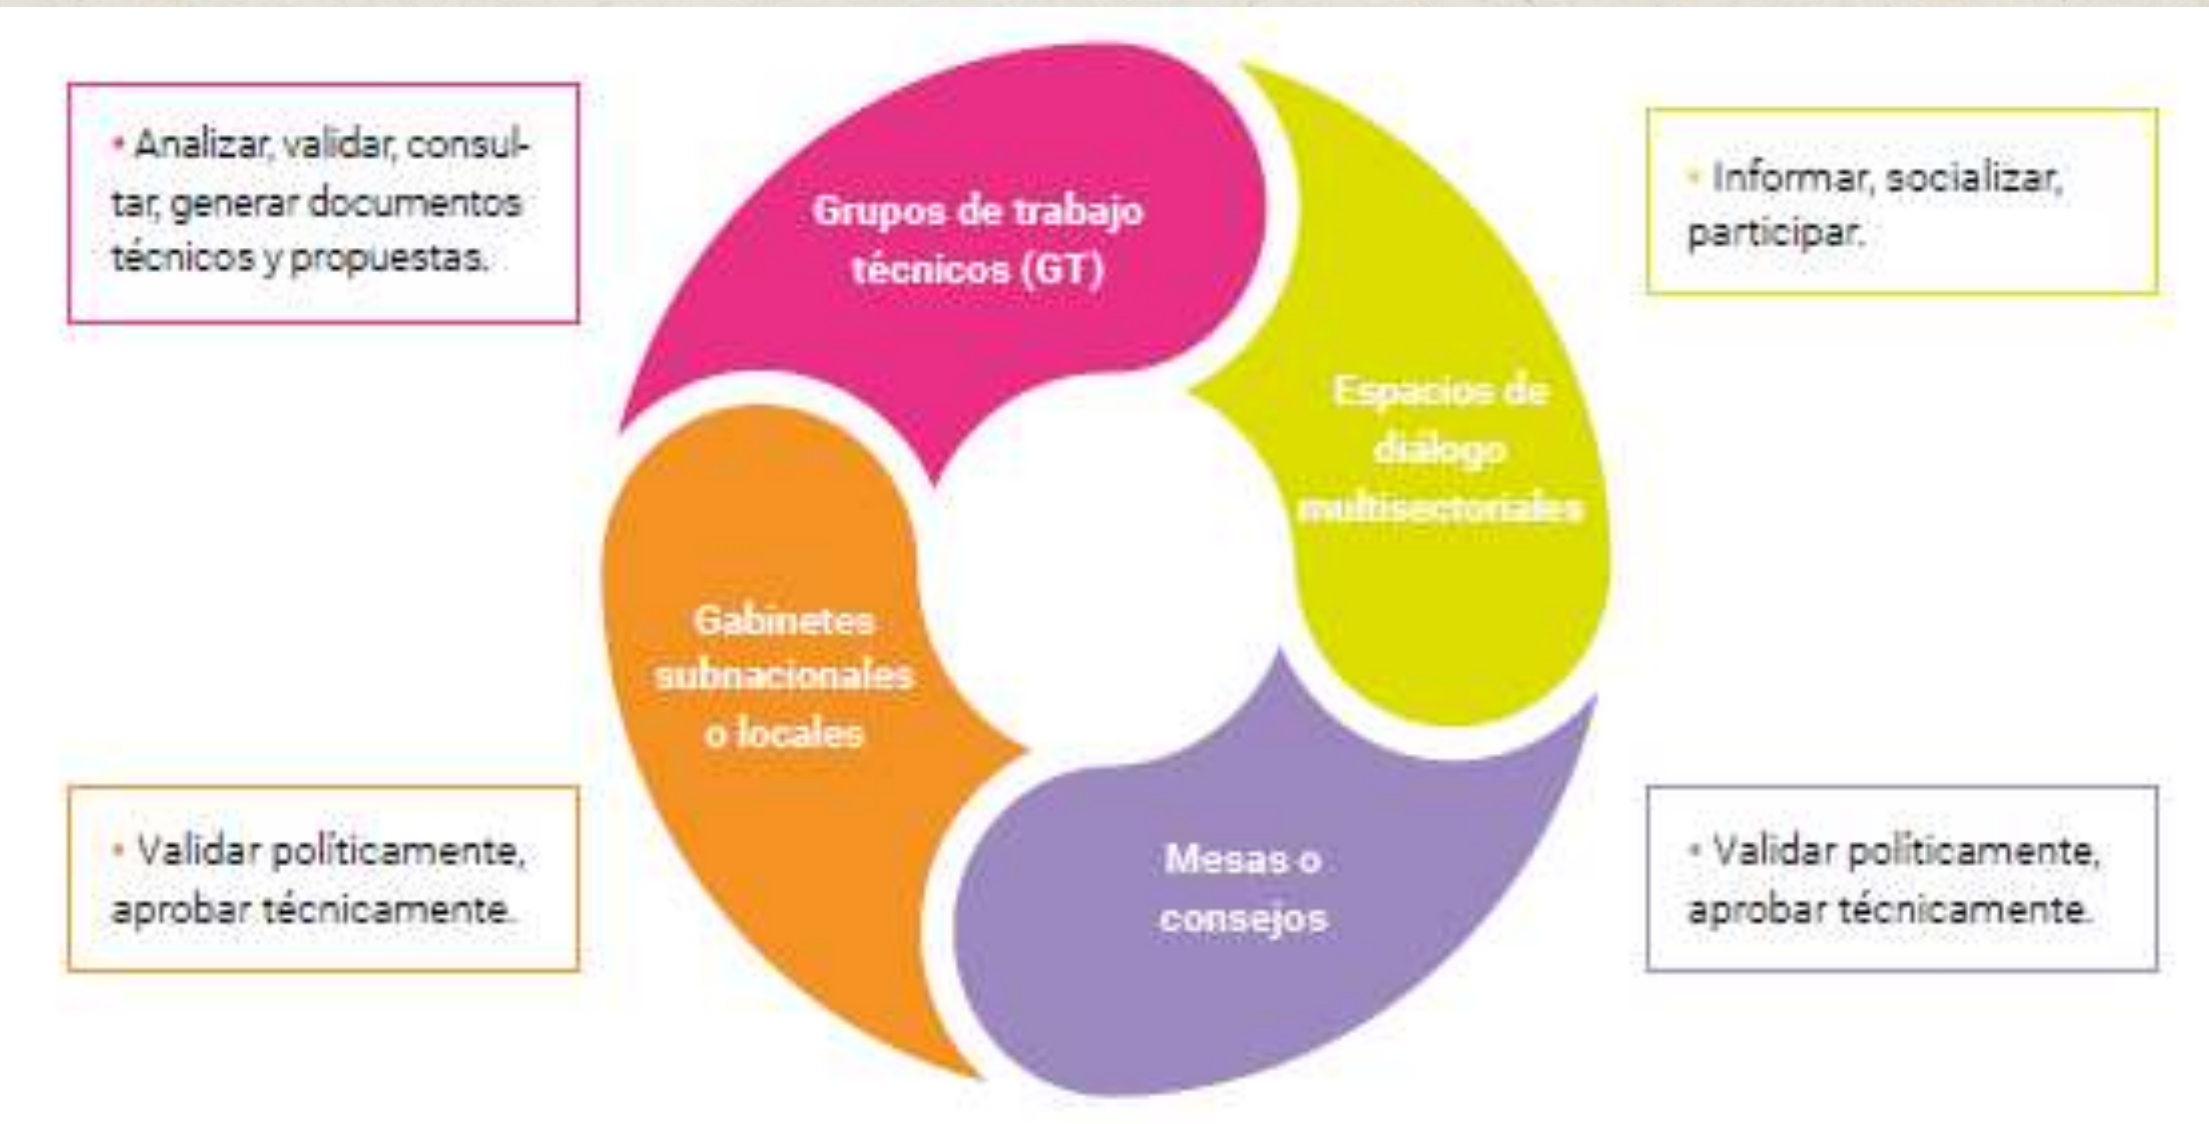 • Analizar, validar, consul-
tar, generar documentos
técnicos y propuestas.
Grupos de trabajo
técnicos (GT)
• Informar, socializar,
participar.
Espacios de
diálogo
multisectoriales
Gabinetes
subnacionales
o locales
• Validar políticamente,
aprobar técnicamente.
Mesas o
consejos
• Validar políticamente,
aprobar técnicamente.